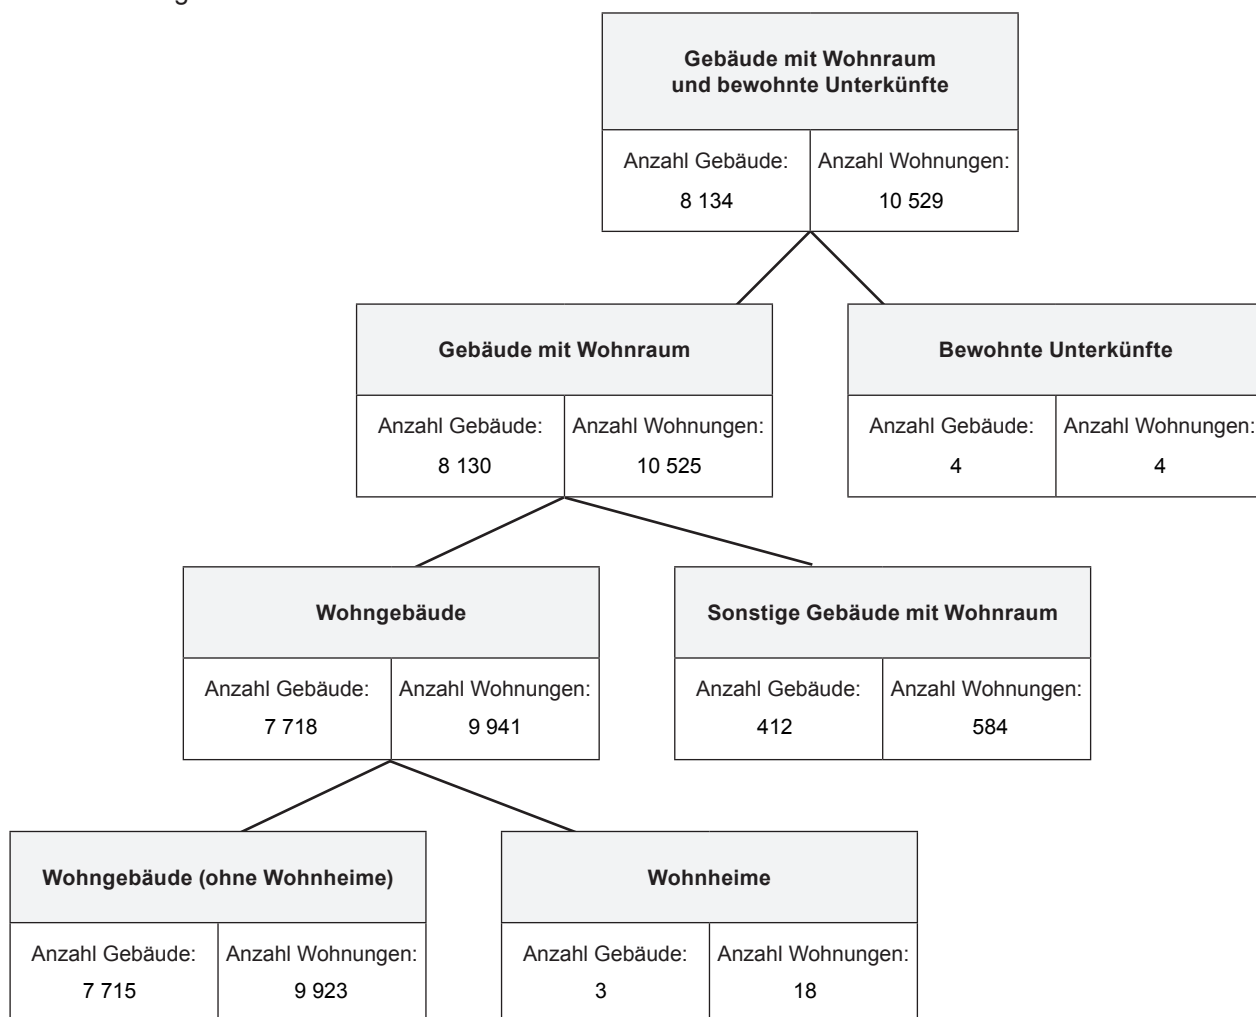 Gebäude mit Wohnraum
und bewohnte Unterkünfte
Anzahl Gebäude: Anzahl Wohnungen:
8 134 10 529
Gebäude mit Wohnraum
Anzahl Gebäude: Anzahl Wohnungen:
8 130 10 525
Bewohnte Unterkünfte
Anzahl Gebäude: Anzahl Wohnungen:
4 4
Wohngebäude
Anzahl Gebäude: Anzahl Wohnungen:
7 718 9 941
Sonstige Gebäude mit Wohnraum
Anzahl Gebäude: Anzahl Wohnungen:
412 584
Wohngebäude (ohne Wohnheime)
Anzahl Gebäude: Anzahl Wohnungen:
7 715 9 923
Wohnheime
Anzahl Gebäude: Anzahl Wohnungen:
3 18